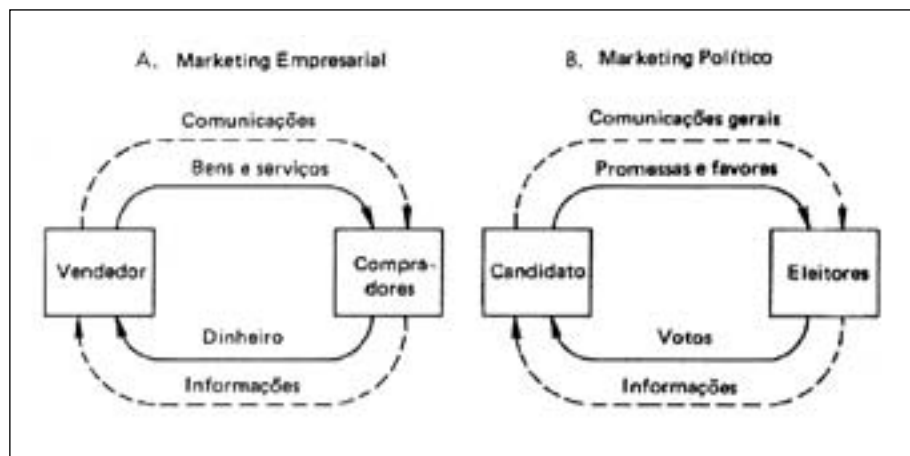 A. Marketing Empresarial
Comunicações
Bens e serviços
Vendedor
Compra-
dores
Dinheiro
Informações
B. Marketing Político
Comunicações gerais
Promessas e favores
Candidato
Eleitores
Votos
Informações